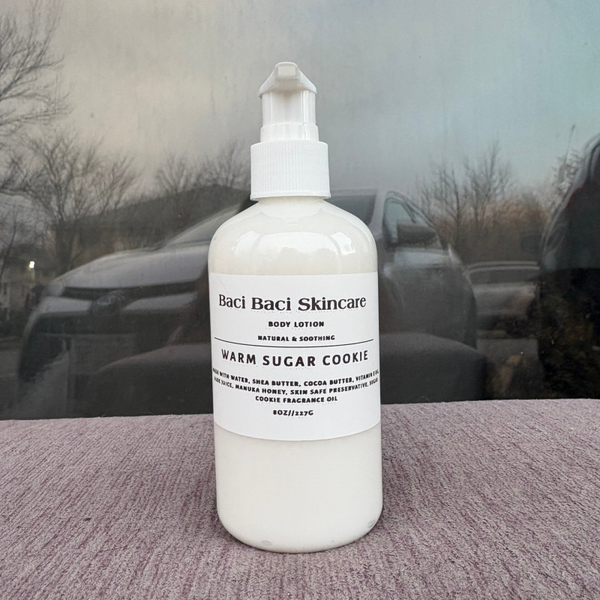 Baci Baci Skincare
BODY LOTION
NATURAL & SOOTHING
WARM SUGAR COOKIE
WITH WATER, SHEA BUTTER, COCOA BUTTER, VITAMIN E
JUICE, MANUKA HONEY, SKIN SAFE PRESERVATIVE, SUGAR
COOKIE FRAGRANCE OIL
8OZ//227G